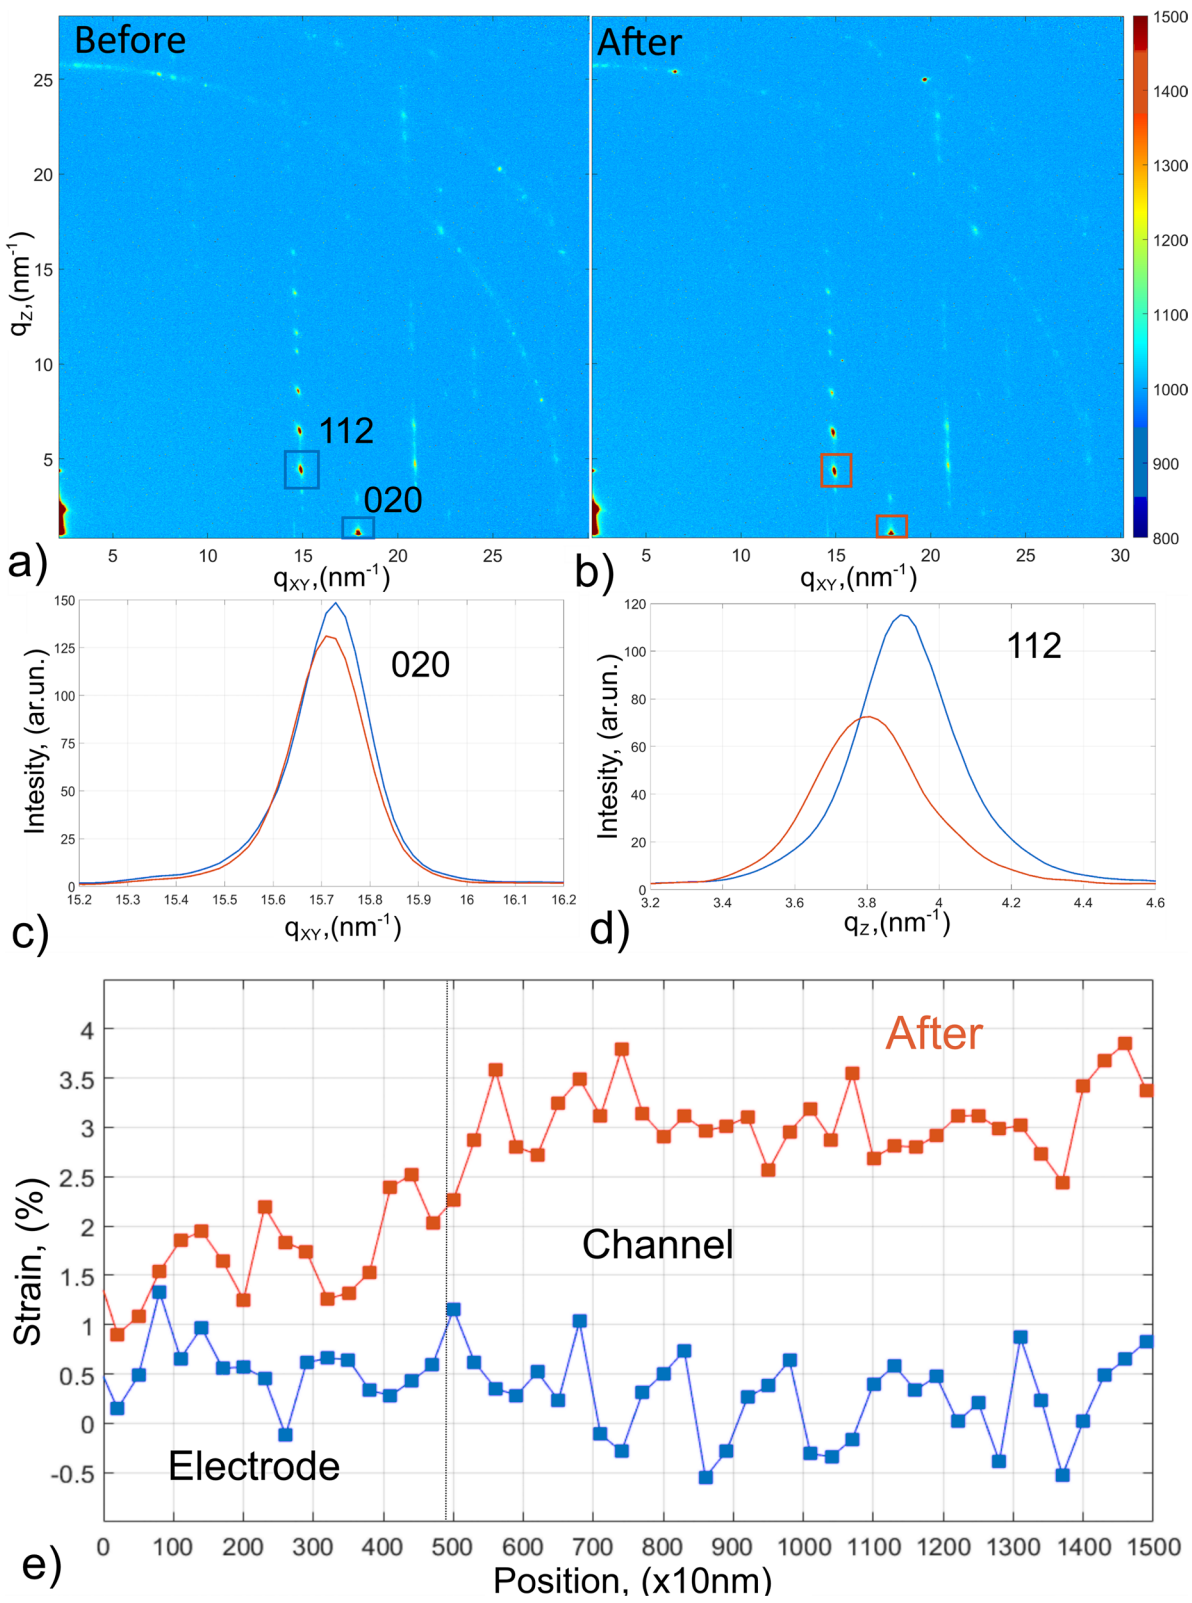 Before
After
1500
1400
1300
1200
1100
1000
900
800
25
20
15
10
5
qZ,(nm-1)
112
020
5 10 15 20 25
5 10 15 20 25 30
qXY,(nm-1)
qXY,(nm-1)
a)
b)
150
125
100
75
50
25
0
Intesity, (ar.un.)
020
15.2 15.3 15.4 15.5 15.6 15.7 15.8 15.9 16 16.1 16.2
qXY,(nm-1)
c)
120
100
80
60
40
20
0
Intesity, (ar.un.)
112
3.2 3.4 3.6 3.8 4 4.2 4.4 4.6
qZ,(nm-1)
d)
4
3.5
3
2.5
2
1.5
1
0.5
0
-0.5
Strain, (%)
After
Channel
Electrode
0 100 200 300 400 500 600 700 800 900 1000 1100 1200 1300 1400 1500
Position, (x10nm)
e)